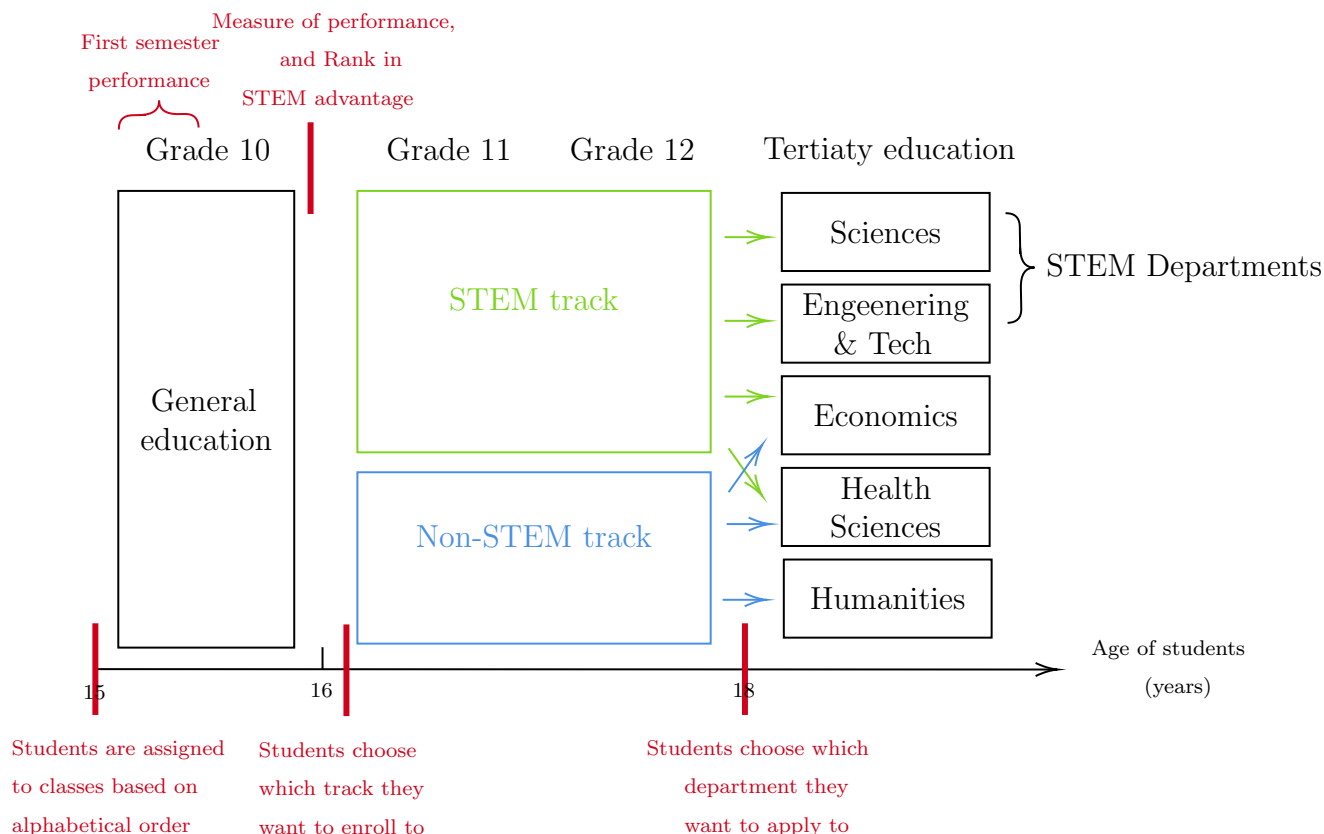 Measure of performance,
and Rank in
STEM advantage
First semester
performance
Grade 10
Grade 11
Grade 12
Tertiaty education
General
education
STEM track
Non-STEM track
Sciences
Engeenering
& Tech
Economics
Health
Sciences
Humanities
STEM Departments
15
16
18
Age of students
(years)
Students are assigned
to classes based on
alphabetical order
Students choose
which track they
want to enroll to
Students choose which
department they
want to apply to